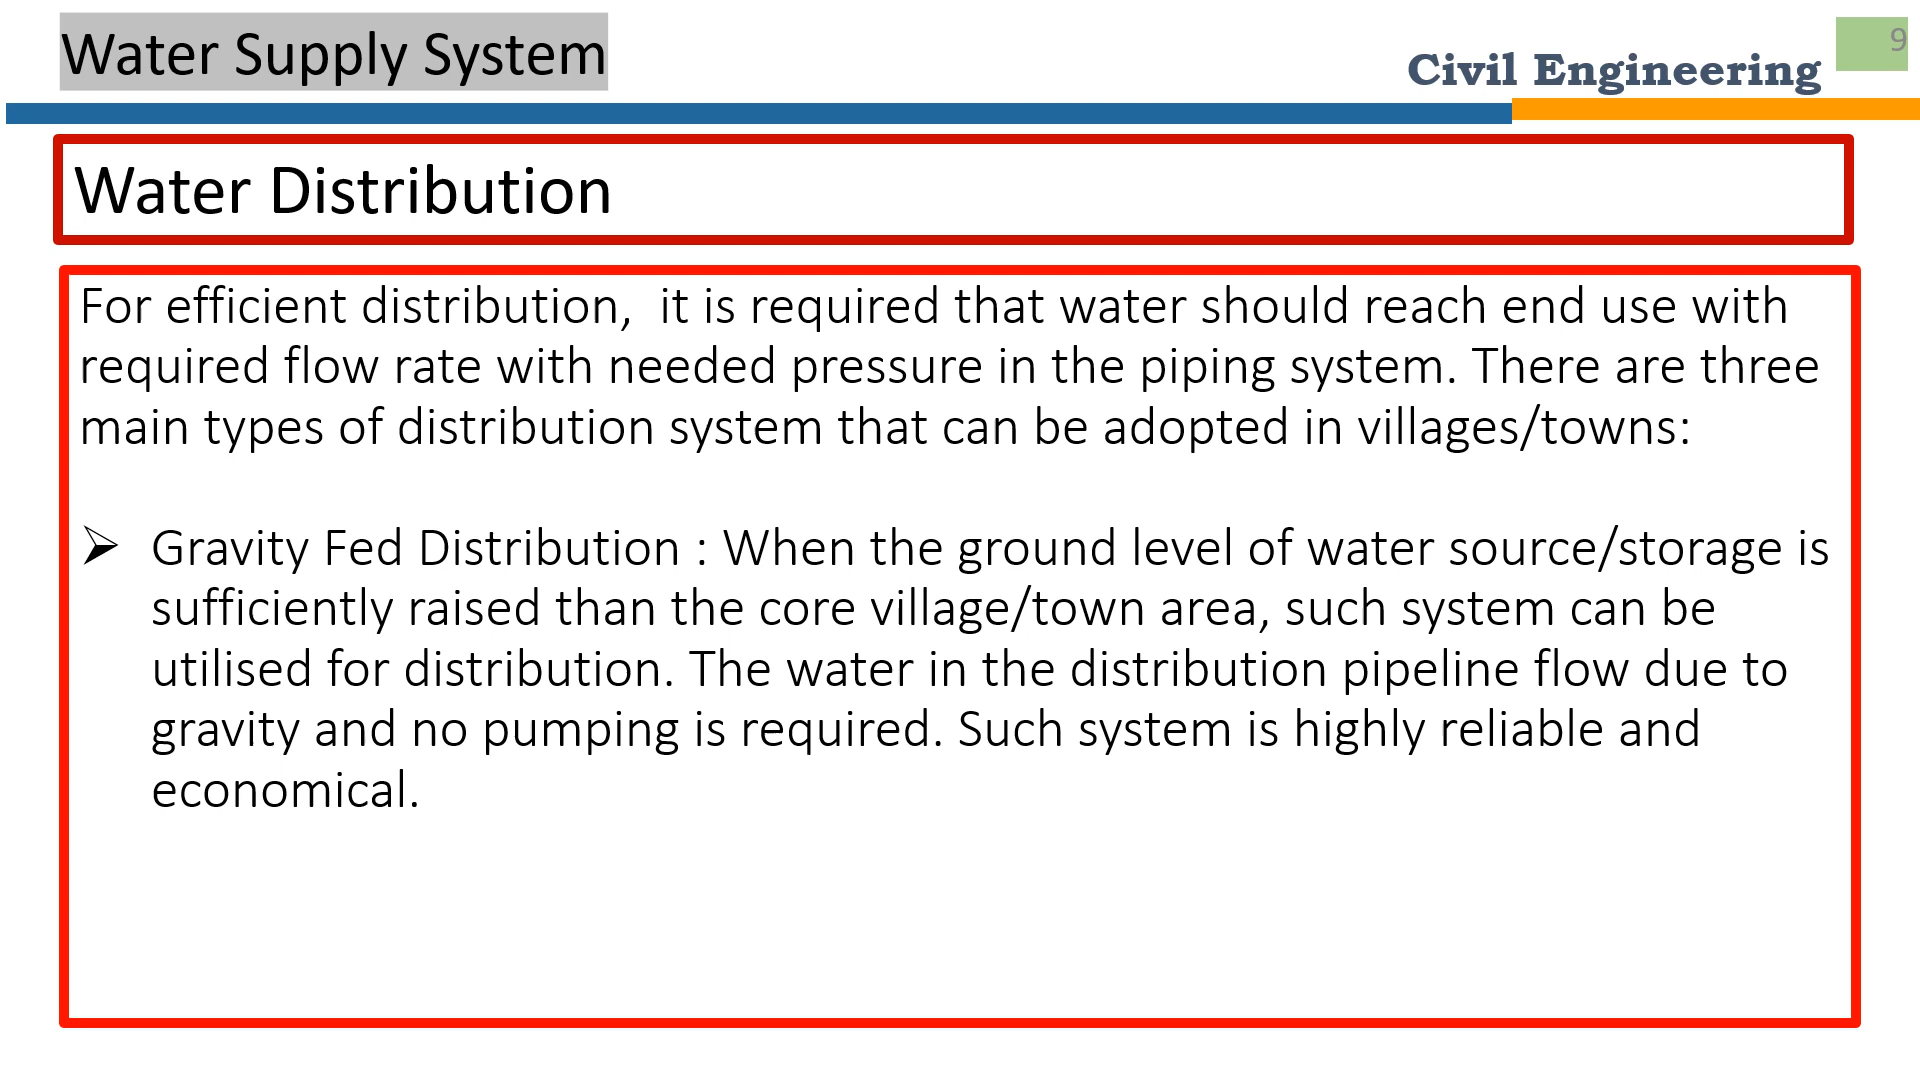 Water Supply System
Civil Engineering
9
Water Distribution
For efficient distribution,  it is required that water should reach end use with
required flow rate with needed pressure in the piping system. There are three
main types of distribution system that can be adopted in villages/towns:
➢ Gravity Fed Distribution : When the ground level of water source/storage is
sufficiently raised than the core village/town area, such system can be
utilised for distribution. The water in the distribution pipeline flow due to
gravity and no pumping is required. Such system is highly reliable and
economical.